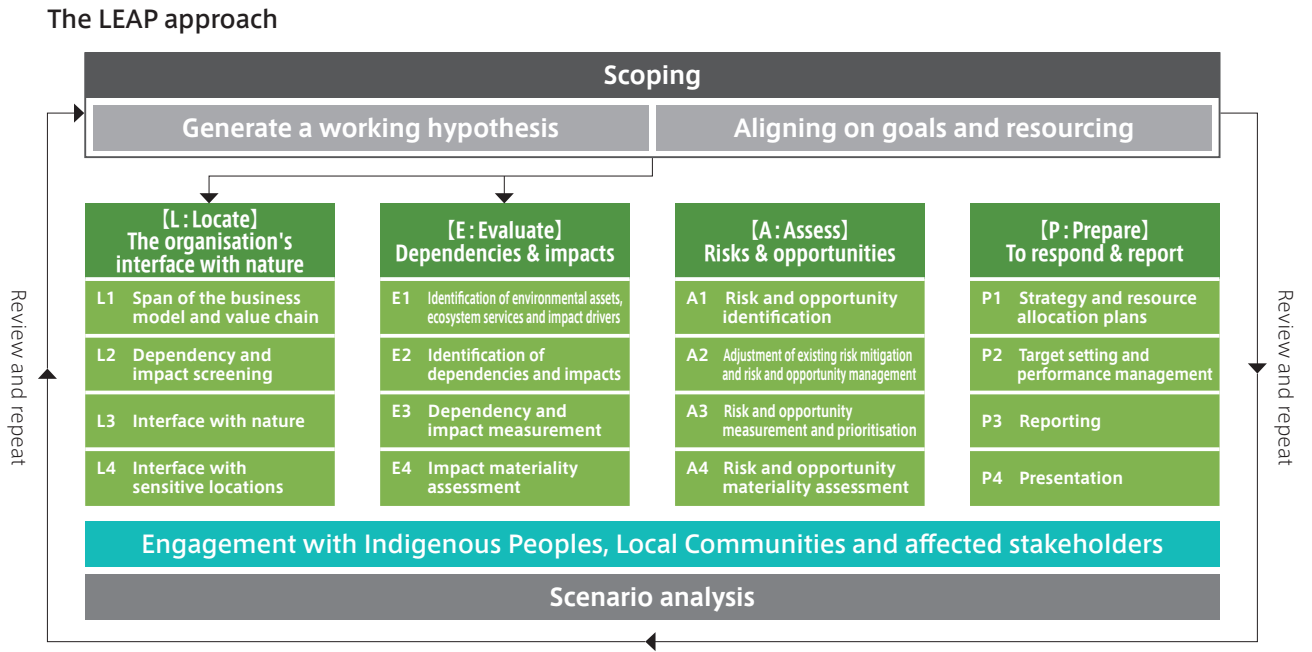 The LEAP approach
Scoping
Generate a working hypothesis
Aligning on goals and resourcing
【L : Locate】
The organisation's
interface with nature
L1 Span of the business
model and value chain
L2 Dependency and
impact screening
L3 Interface with nature
L4 Interface with
sensitive locations
【E : Evaluate】
Dependencies & impacts
E1 Identification of environmental assets,
ecosystem services and impact drivers
E2 Identification of
dependencies and impacts
E3 Dependency and
impact measurement
E4 Impact materiality
assessment
【A : Assess】
Risks & opportunities
A1 Risk and opportunity
identification
A2 Adjustment of existing risk mitigation
and risk and opportunity management
A3 Risk and opportunity
measurement and prioritisation
A4 Risk and opportunity
materiality assessment
【P : Prepare】
To respond & report
P1 Strategy and resource
allocation plans
P2 Target setting and
performance management
P3 Reporting
P4 Presentation
Review and repeat
Review and repeat
Engagement with Indigenous Peoples, Local Communities and affected stakeholders
Scenario analysis